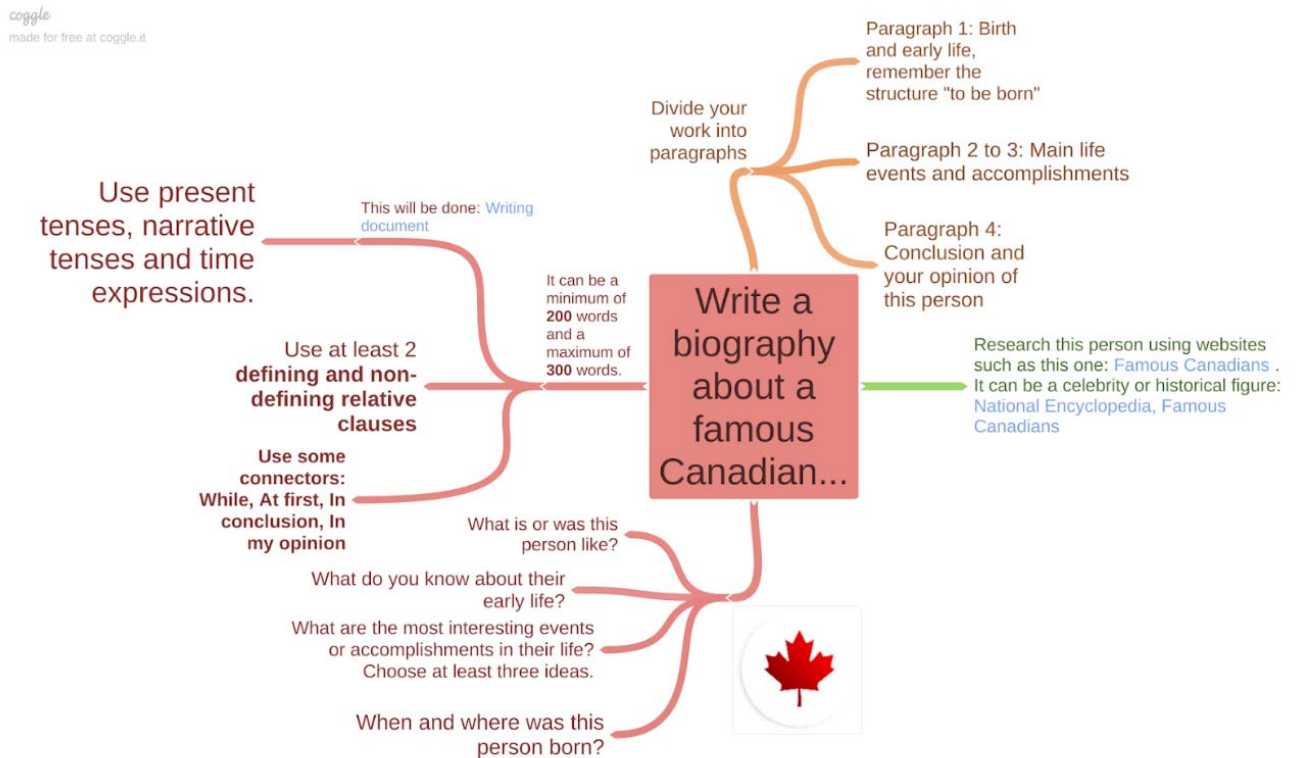 coggle
made for free at coggle.it
Write a
biography
about a
famous
Canadian...
Divide your
work into
paragraphs
Paragraph 1: Birth
and early life,
remember the
structure "to be born"
Paragraph 2 to 3: Main life
events and accomplishments
Paragraph 4:
Conclusion and
your opinion of
this person
Research this person using websites
such as this one: Famous Canadians .
It can be a celebrity or historical figure:
National Encyclopedia, Famous
Canadians
It can be a
minimum of
200 words
and a
maximum of
300 words.
This will be done: Writing
document
Use present
tenses, narrative
tenses and time
expressions.
Use at least 2
defining and non-
defining relative
clauses
Use some
connectors:
While, At first, In
conclusion, In
my opinion
What is or was this
person like?
What do you know about their
early life?
What are the most interesting events
or accomplishments in their life?
Choose at least three ideas.
When and where was this
person born?